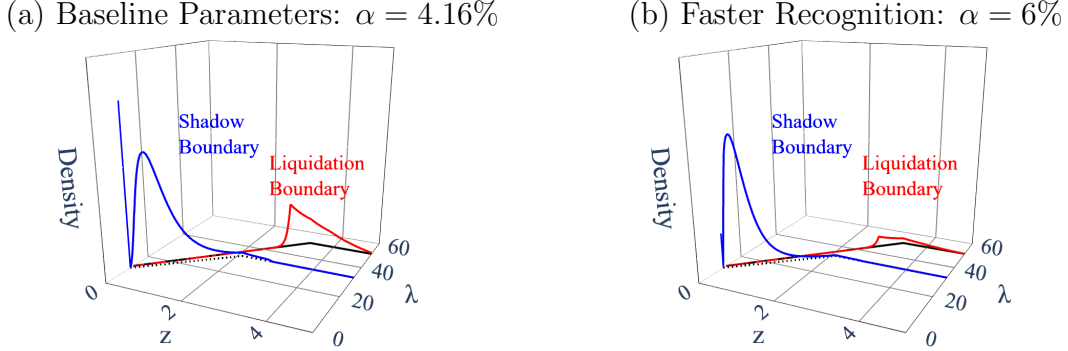 (a) Baseline Parameters: α = 4.16%
Shadow
Boundary
Liquidation
Boundary
Density
0
2
4
z
0
20
40
60
λ
(b) Faster Recognition: α = 6%
Shadow
Boundary
Liquidation
Boundary
Density
0
2
4
z
0
20
40
60
λ